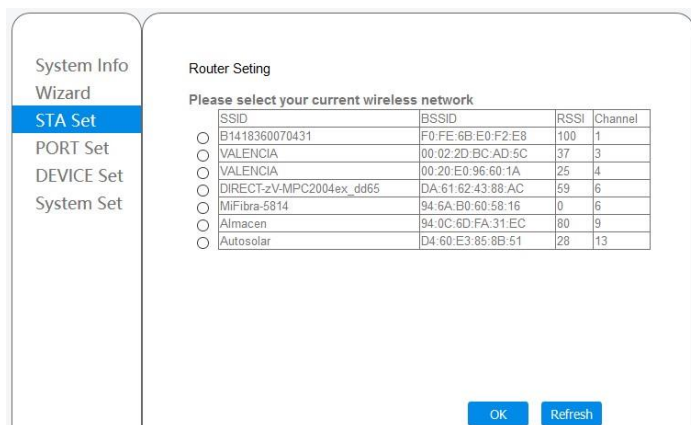 System Info
Wizard
STA Set
PORT Set
DEVICE Set
System Set
Router Seting
Please select your current wireless network
SSID BSSID RSSI Channel
B1418360070431 F0:FE:6B:E0:F2:E8 100 1
VALENCIA 00:02:2D:BC:AD:5C 37 3
VALENCIA 00:20:E0:96:60:1A 25 4
DIRECT-zV-MPC2004ex_dd65 DA:61:62:43:88:AC 59 6
MiFibra-5814 94:6A:B0:60:58:16 0 6
Almacen 94:0C:6D:FA:31:EC 80 9
Autosolar D4:60:E3:85:8B:51 28 13
OK Refresh